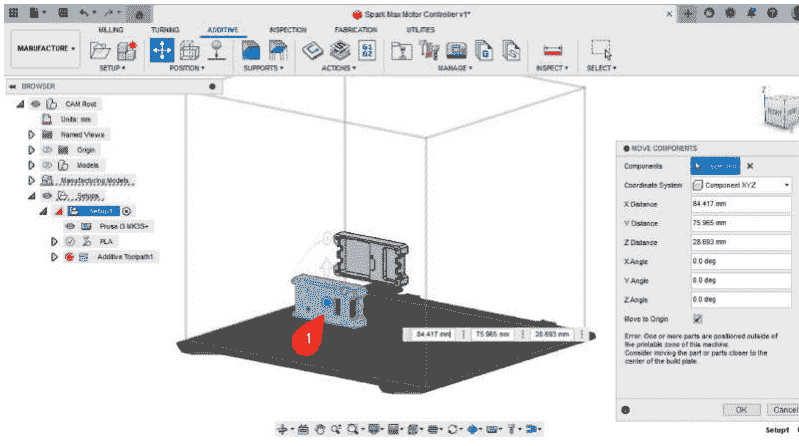 Spark Max Motor Controller v1*
MILLING TURNING ADDITIVE INSPECTION FABRICATION UTILITIES
MANUFACTURE
SETUP POSITION SUPPORTS ACTIONS MANAGE INSPECT SELECT
G1
G2
G
BROWSER
CAM Root
Units: mm
Named Views
Origin
Models
Manufacturing Models
Setups
Setup1
Prusa i3 MK3S+
PLA
Additive Toolpath1
1
84.417 mm 75.965 mm 28.693 mm
Z
MOVE COMPONENTS
Components
Coordinate System Component XYZ
X Distance 84.417 mm
Y Distance 75.965 mm
Z Distance 28.693 mm
X Angle 0.0 deg
Y Angle 0.0 deg
Z Angle 0.0 deg
Move to Origin
Error: One or more parts are positioned outside of
the printable zone of this machine.
Consider moving the part or parts closer to the
center of the build plate.
OK Cancel
Setup1